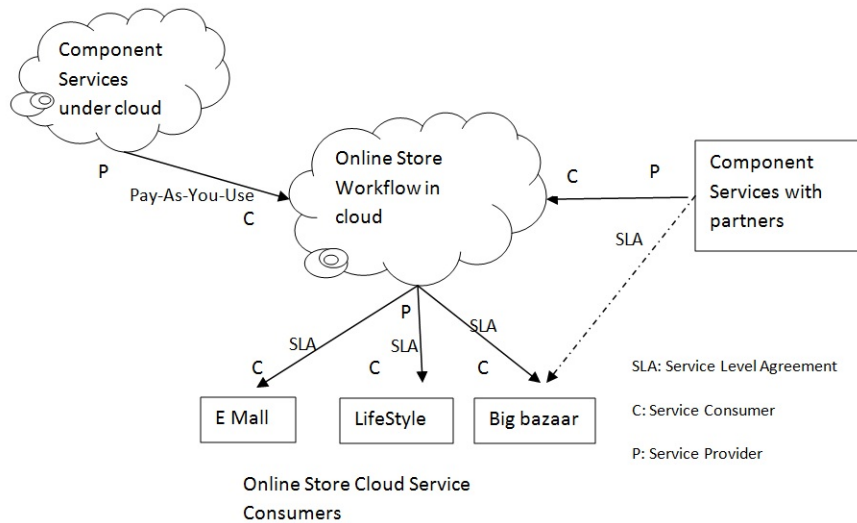 Component
Services
under cloud
P
Pay-As-You-Use
C
Online Store
Workflow in
cloud
C
P
Component
Services with
partners
SLA
P
SLA
SLA
SLA
C
C
C
E Mall
LifeStyle
Big bazaar
SLA: Service Level Agreement
C: Service Consumer
P: Service Provider
Online Store Cloud Service
Consumers